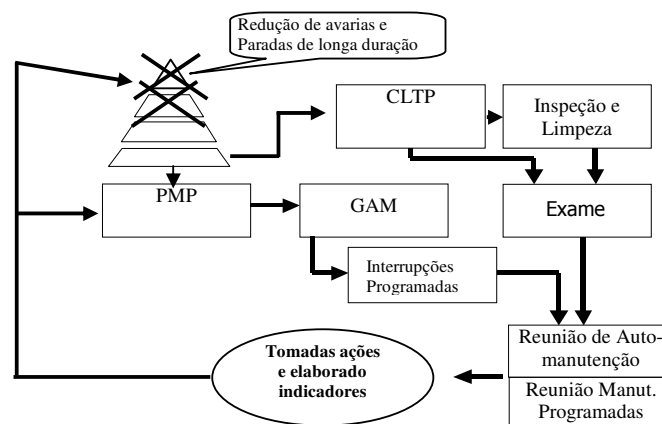 Redução de avarias e
Paradas de longa duração
CLTP
Inspeção e
Limpeza
PMP
GAM
Exame
Interrupções
Programadas
Reunião de Auto-
manutenção
Reunião Manut.
Programadas
Tomadas ações
e elaborado
indicadores